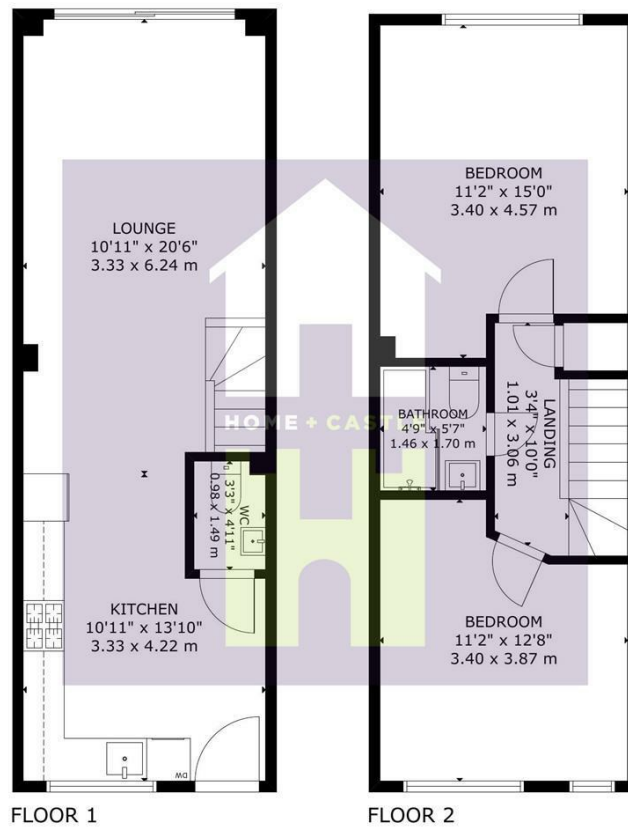 LOUNGE
10'11" x 20'6"
3.33 x 6.24 m
BEDROOM
11'2" x 15'0"
3.40 x 4.57 m
HOME + CASTLE
BATHROOM
4'9" x 5'7"
1.46 x 1.70 m
LANDING
3'4" x 10'0"
1.01 x 3.06 m
WC
3'3" x 4'11"
0.98 x 1.49 m
KITCHEN
10'11" x 13'10"
3.33 x 4.22 m
BEDROOM
11'2" x 12'8"
3.40 x 3.87 m
DW
FLOOR 1
FLOOR 2